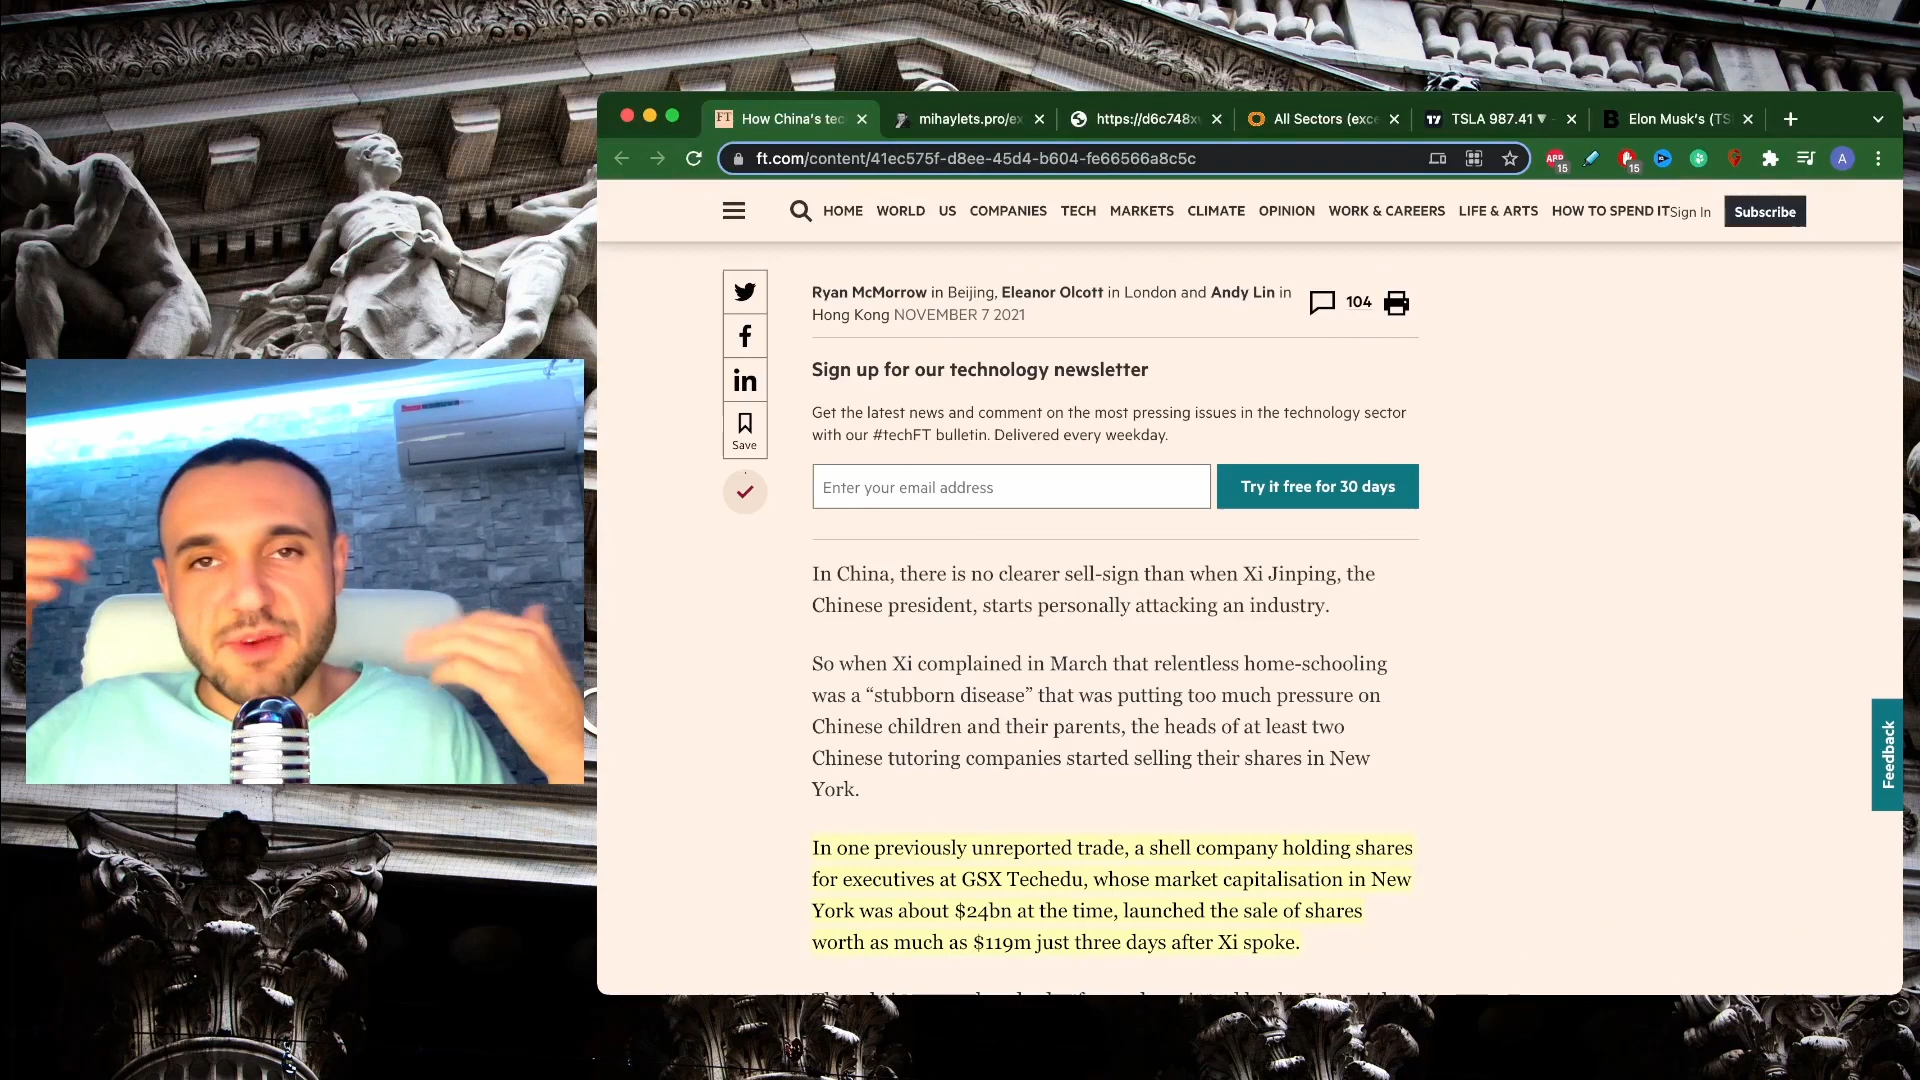 FT How China's tec
mihaylets.pro/ex
https://d6c748x
All Sectors (exce
TSLA 987.41 ▼
Elon Musk's (TS
ft.com/content/41ec575f-d8ee-45d4-b604-fe66566a8c5c
ABP 15
15
A
HOME WORLD US COMPANIES TECH MARKETS CLIMATE OPINION WORK & CAREERS LIFE & ARTS HOW TO SPEND IT Sign In Subscribe
Ryan McMorrow in Beijing, Eleanor Olcott in London and Andy Lin in
Hong Kong NOVEMBER 7 2021
104
Save
Sign up for our technology newsletter
Get the latest news and comment on the most pressing issues in the technology sector
with our #techFT bulletin. Delivered every weekday.
Enter your email address
Try it free for 30 days
In China, there is no clearer sell-sign than when Xi Jinping, the
Chinese president, starts personally attacking an industry.
So when Xi complained in March that relentless home-schooling
was a “stubborn disease” that was putting too much pressure on
Chinese children and their parents, the heads of at least two
Chinese tutoring companies started selling their shares in New
York.
In one previously unreported trade, a shell company holding shares
for executives at GSX Techedu, whose market capitalisation in New
York was about $24bn at the time, launched the sale of shares
worth as much as $119m just three days after Xi spoke.
Feedback